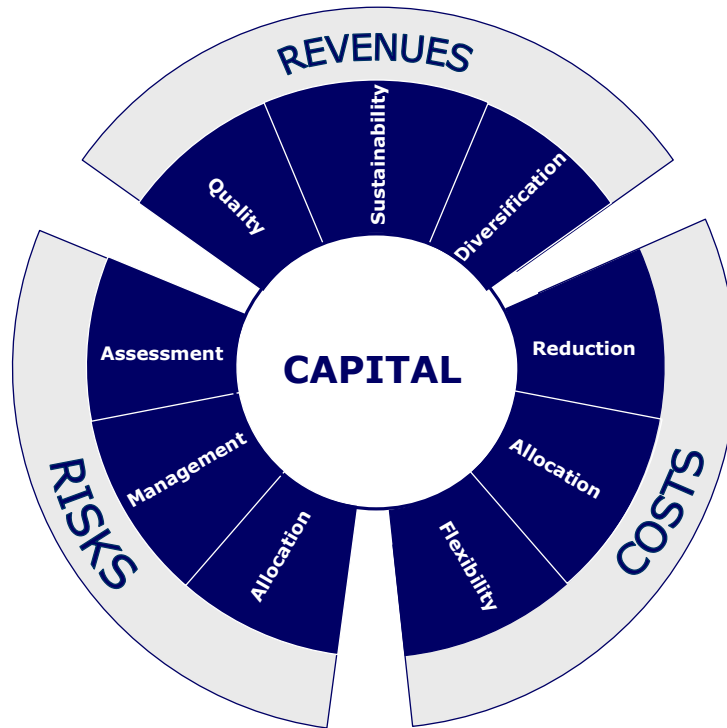 REVENUES
Quality
Sustainability
Diversification
CAPITAL
RISKS
Assessment
Management
Allocation
COSTS
Reduction
Allocation
Flexibility